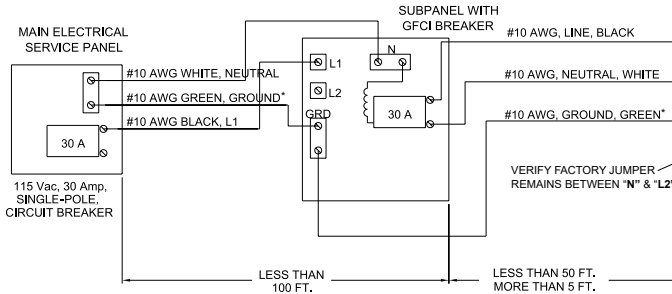 SUBPANEL WITH
GFCI BREAKER
MAIN ELECTRICAL
SERVICE PANEL
#10 AWG, LINE, BLACK
N
L1
#10 AWG WHITE, NEUTRAL
#10 AWG, NEUTRAL, WHITE
L2
#10 AWG GREEN, GROUND*
GRD
30 A
#10 AWG, GROUND, GREEN*
#10 AWG BLACK, L1
30 A
VERIFY FACTORY JUMPER
REMAINS BETWEEN "N" & "L2"
115 Vac, 30 Amp,
SINGLE-POLE,
CIRCUIT BREAKER
LESS THAN
100 FT.
LESS THAN 50 FT.
MORE THAN 5 FT.